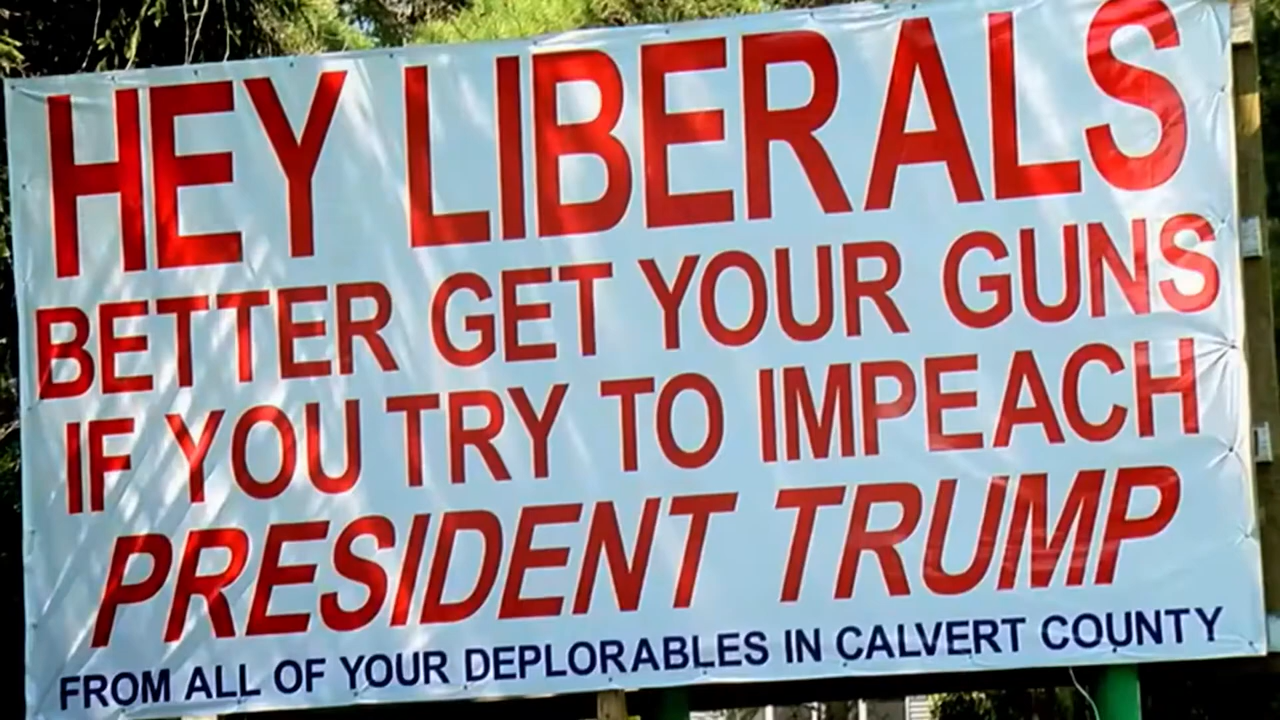 HEY LIBERALS
BETTER GET YOUR GUNS
IF YOU TRY TO IMPEACH
PRESIDENT TRUMP
FROM ALL OF YOUR DEPLORABLES IN CALVERT COUNTY